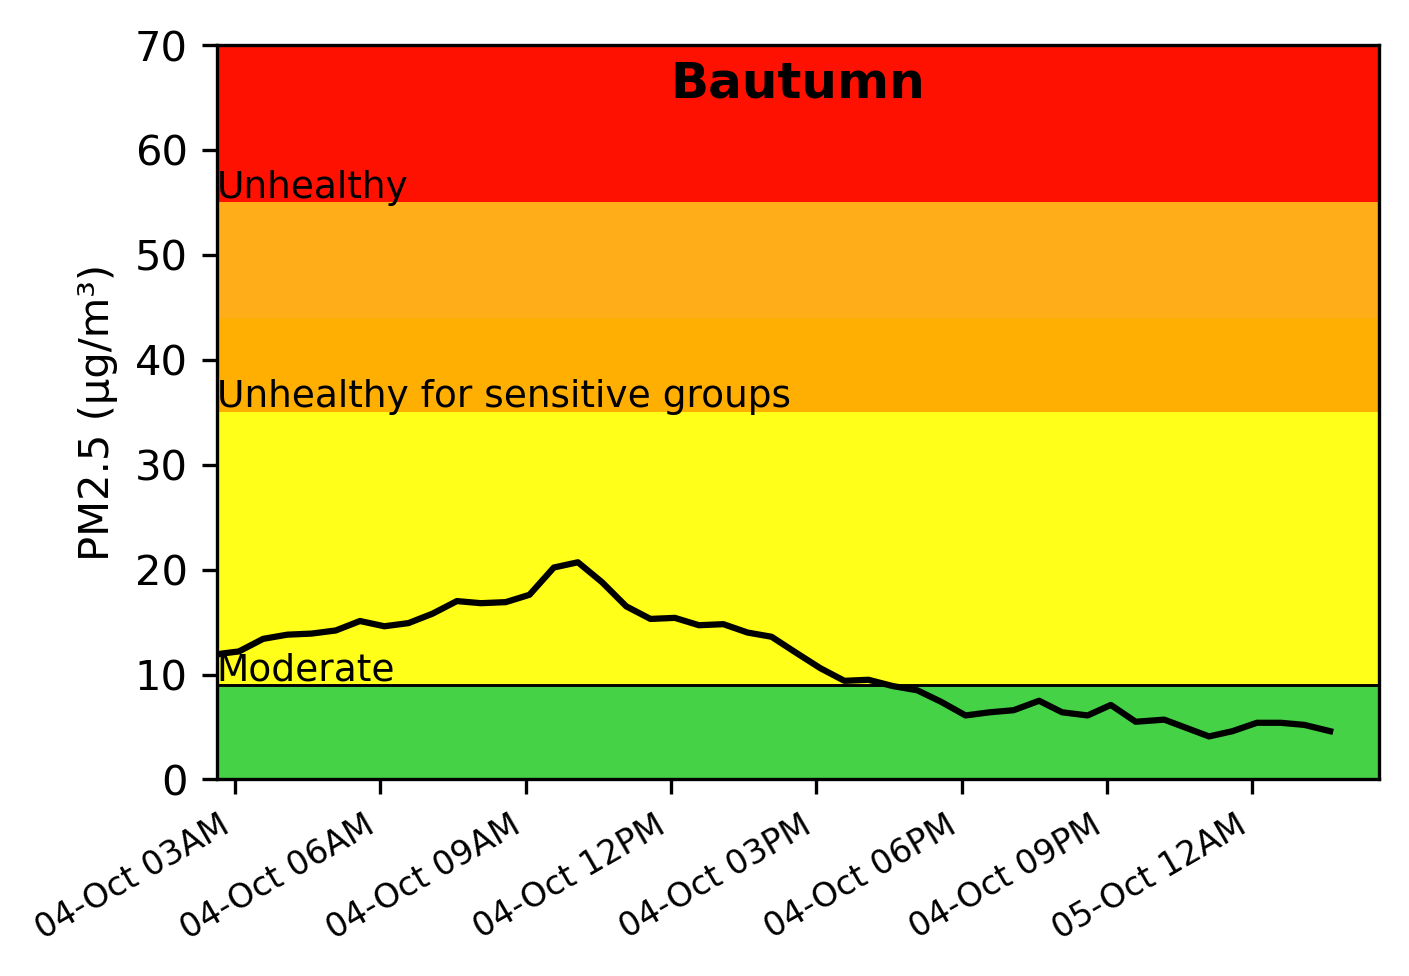 Bautumn
70
60
Unhealthy
50
40
Unhealthy for sensitive groups
30
20
10
Moderate
0
PM2.5 (µg/m³)
04-Oct 03AM
04-Oct 06AM
04-Oct 09AM
04-Oct 12PM
04-Oct 03PM
04-Oct 06PM
04-Oct 09PM
05-Oct 12AM